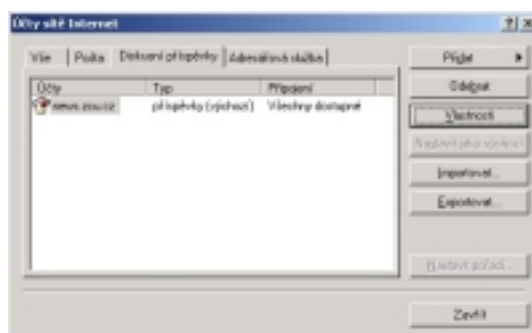 Účty sítě Internet
Vše Pošta Diskusní příspěvky Adresářová služba
Účty Typ Připojení
příspěvky (výchozí) Všechny dostupné
Přidat
Odebrat
Vlastnosti
Nastavit jako výchozí
Importovat...
Exportovat...
Nastavit pořadí...
Zavřít